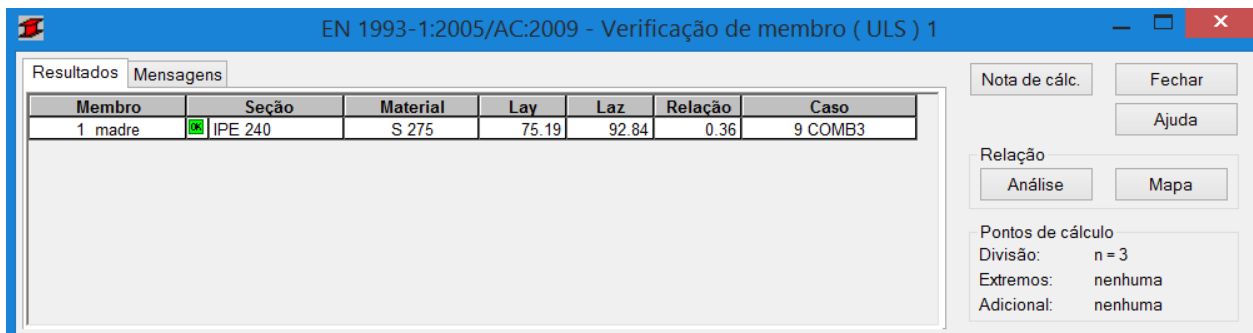 EN 1993-1:2005/AC:2009 - Verificação de membro ( ULS ) 1
Resultados Mensagens
Membro Seção Material Lay Laz Relação Caso
1 madre OK IPE 240 S 275 75.19 92.84 0.36 9 COMB3
Nota de cálc. Fechar
Ajuda
Relação
Análise Mapa
Pontos de cálculo
Divisão: n = 3
Extremos: nenhuma
Adicional: nenhuma